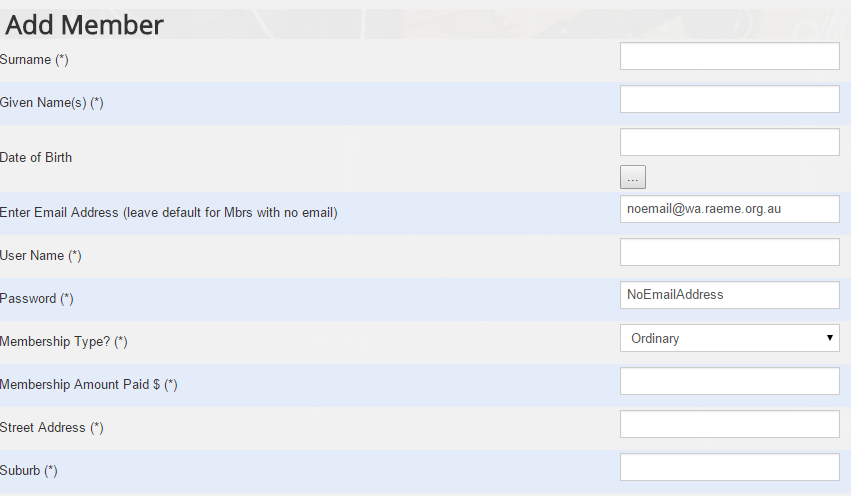 Add Member
Surname (*)
Given Name(s) (*)
Date of Birth
...
Enter Email Address (leave default for Mbrs with no email)
noemail@wa.raeme.org.au
User Name (*)
Password (*)
NoEmailAddress
Membership Type? (*)
Ordinary
Membership Amount Paid $ (*)
Street Address (*)
Suburb (*)